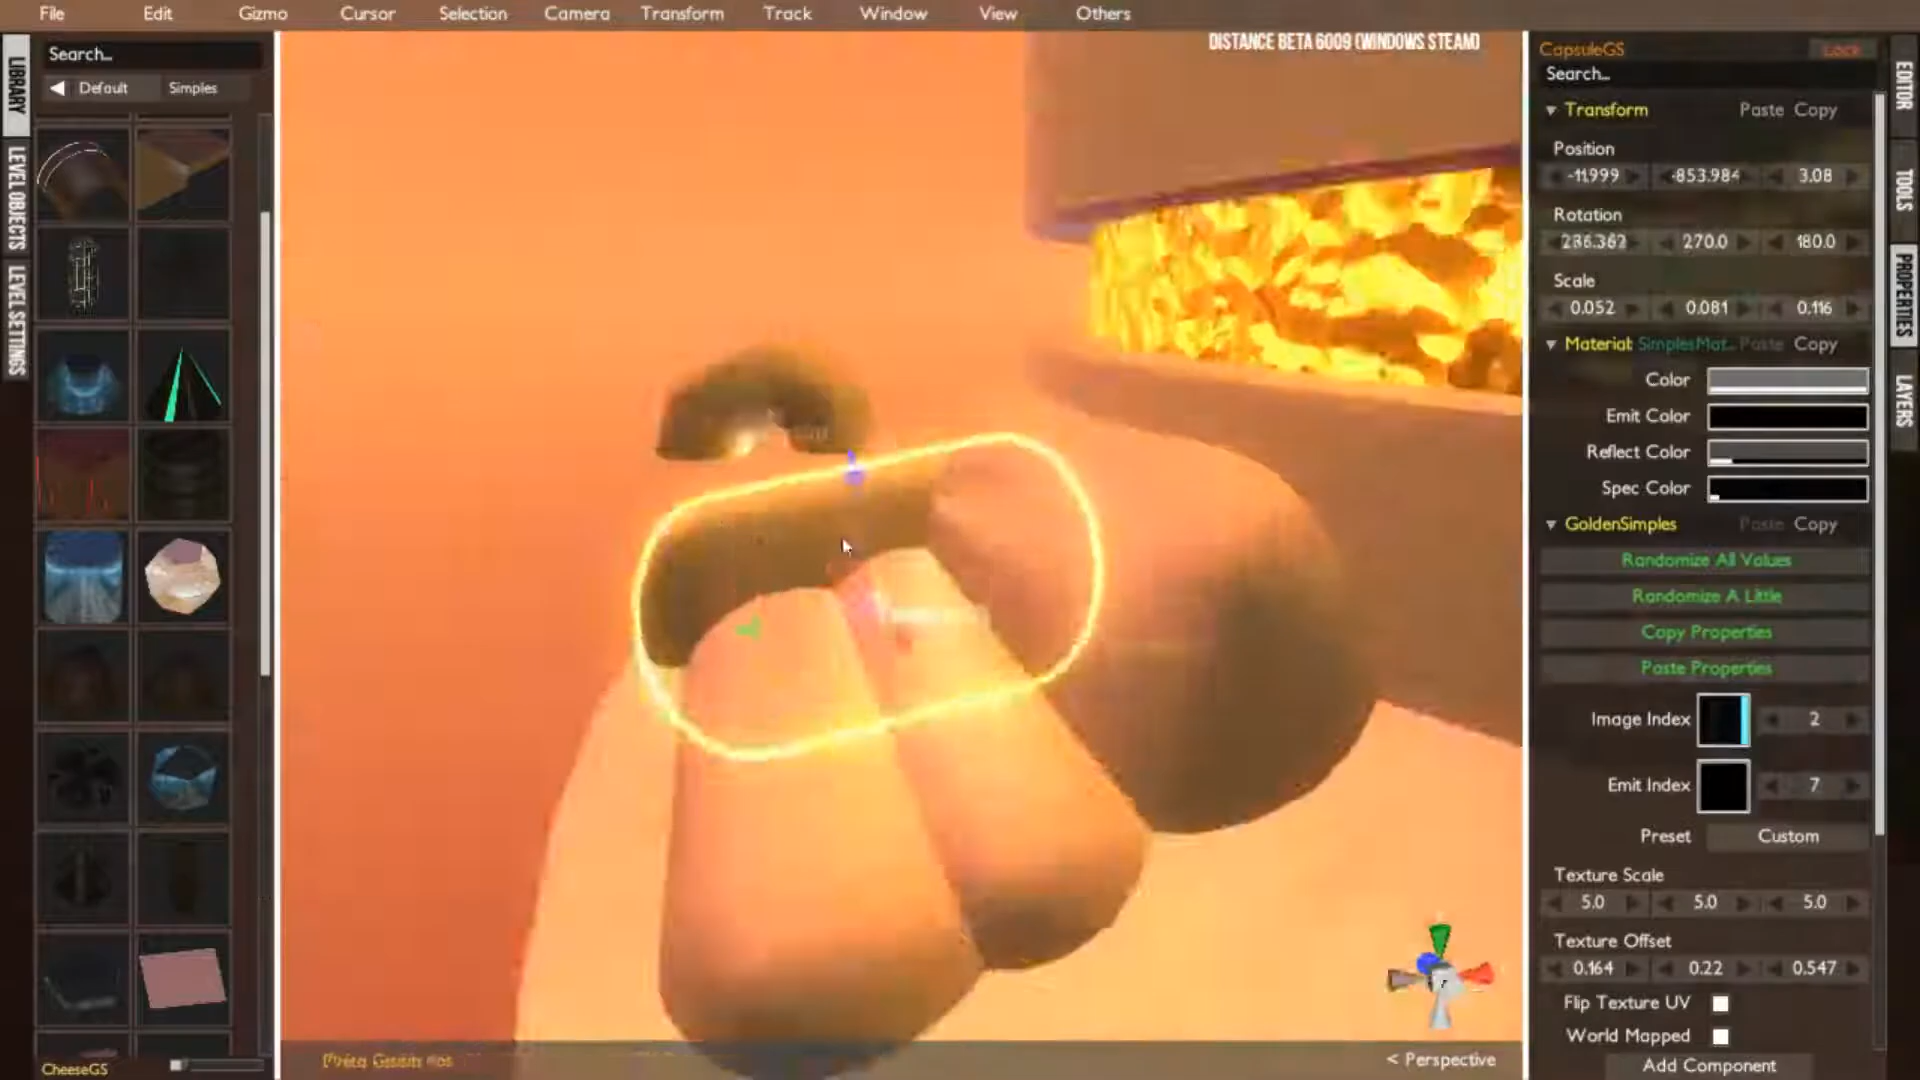 File Edit Gizmo Cursor Selection Camera Transform Track Window View Others
DISTANCE BETA 6009 (WINDOWS STEAM)
LIBRARY
LEVEL OBJECTS
LEVEL SETTINGS
Search...
Default Simples
CheeseGS
< Perspective
CapsuleGS Lock
Search...
Transform Paste Copy
Position
-11.999 -853.984 3.08
Rotation
286.362 270.0 180.0
Scale
0.052 0.081 0.116
Material SimplesMat... Paste Copy
Color
Emit Color
Reflect Color
Spec Color
GoldenSimples Paste Copy
Randomize All Values
Randomize A Little
Copy Properties
Paste Properties
Image Index 2
Emit Index 7
Preset Custom
Texture Scale
5.0 5.0 5.0
Texture Offset
0.164 0.22 0.547
Flip Texture UV
World Mapped
Add Component
EDITOR
TOOLS
PROPERTIES
LAYERS